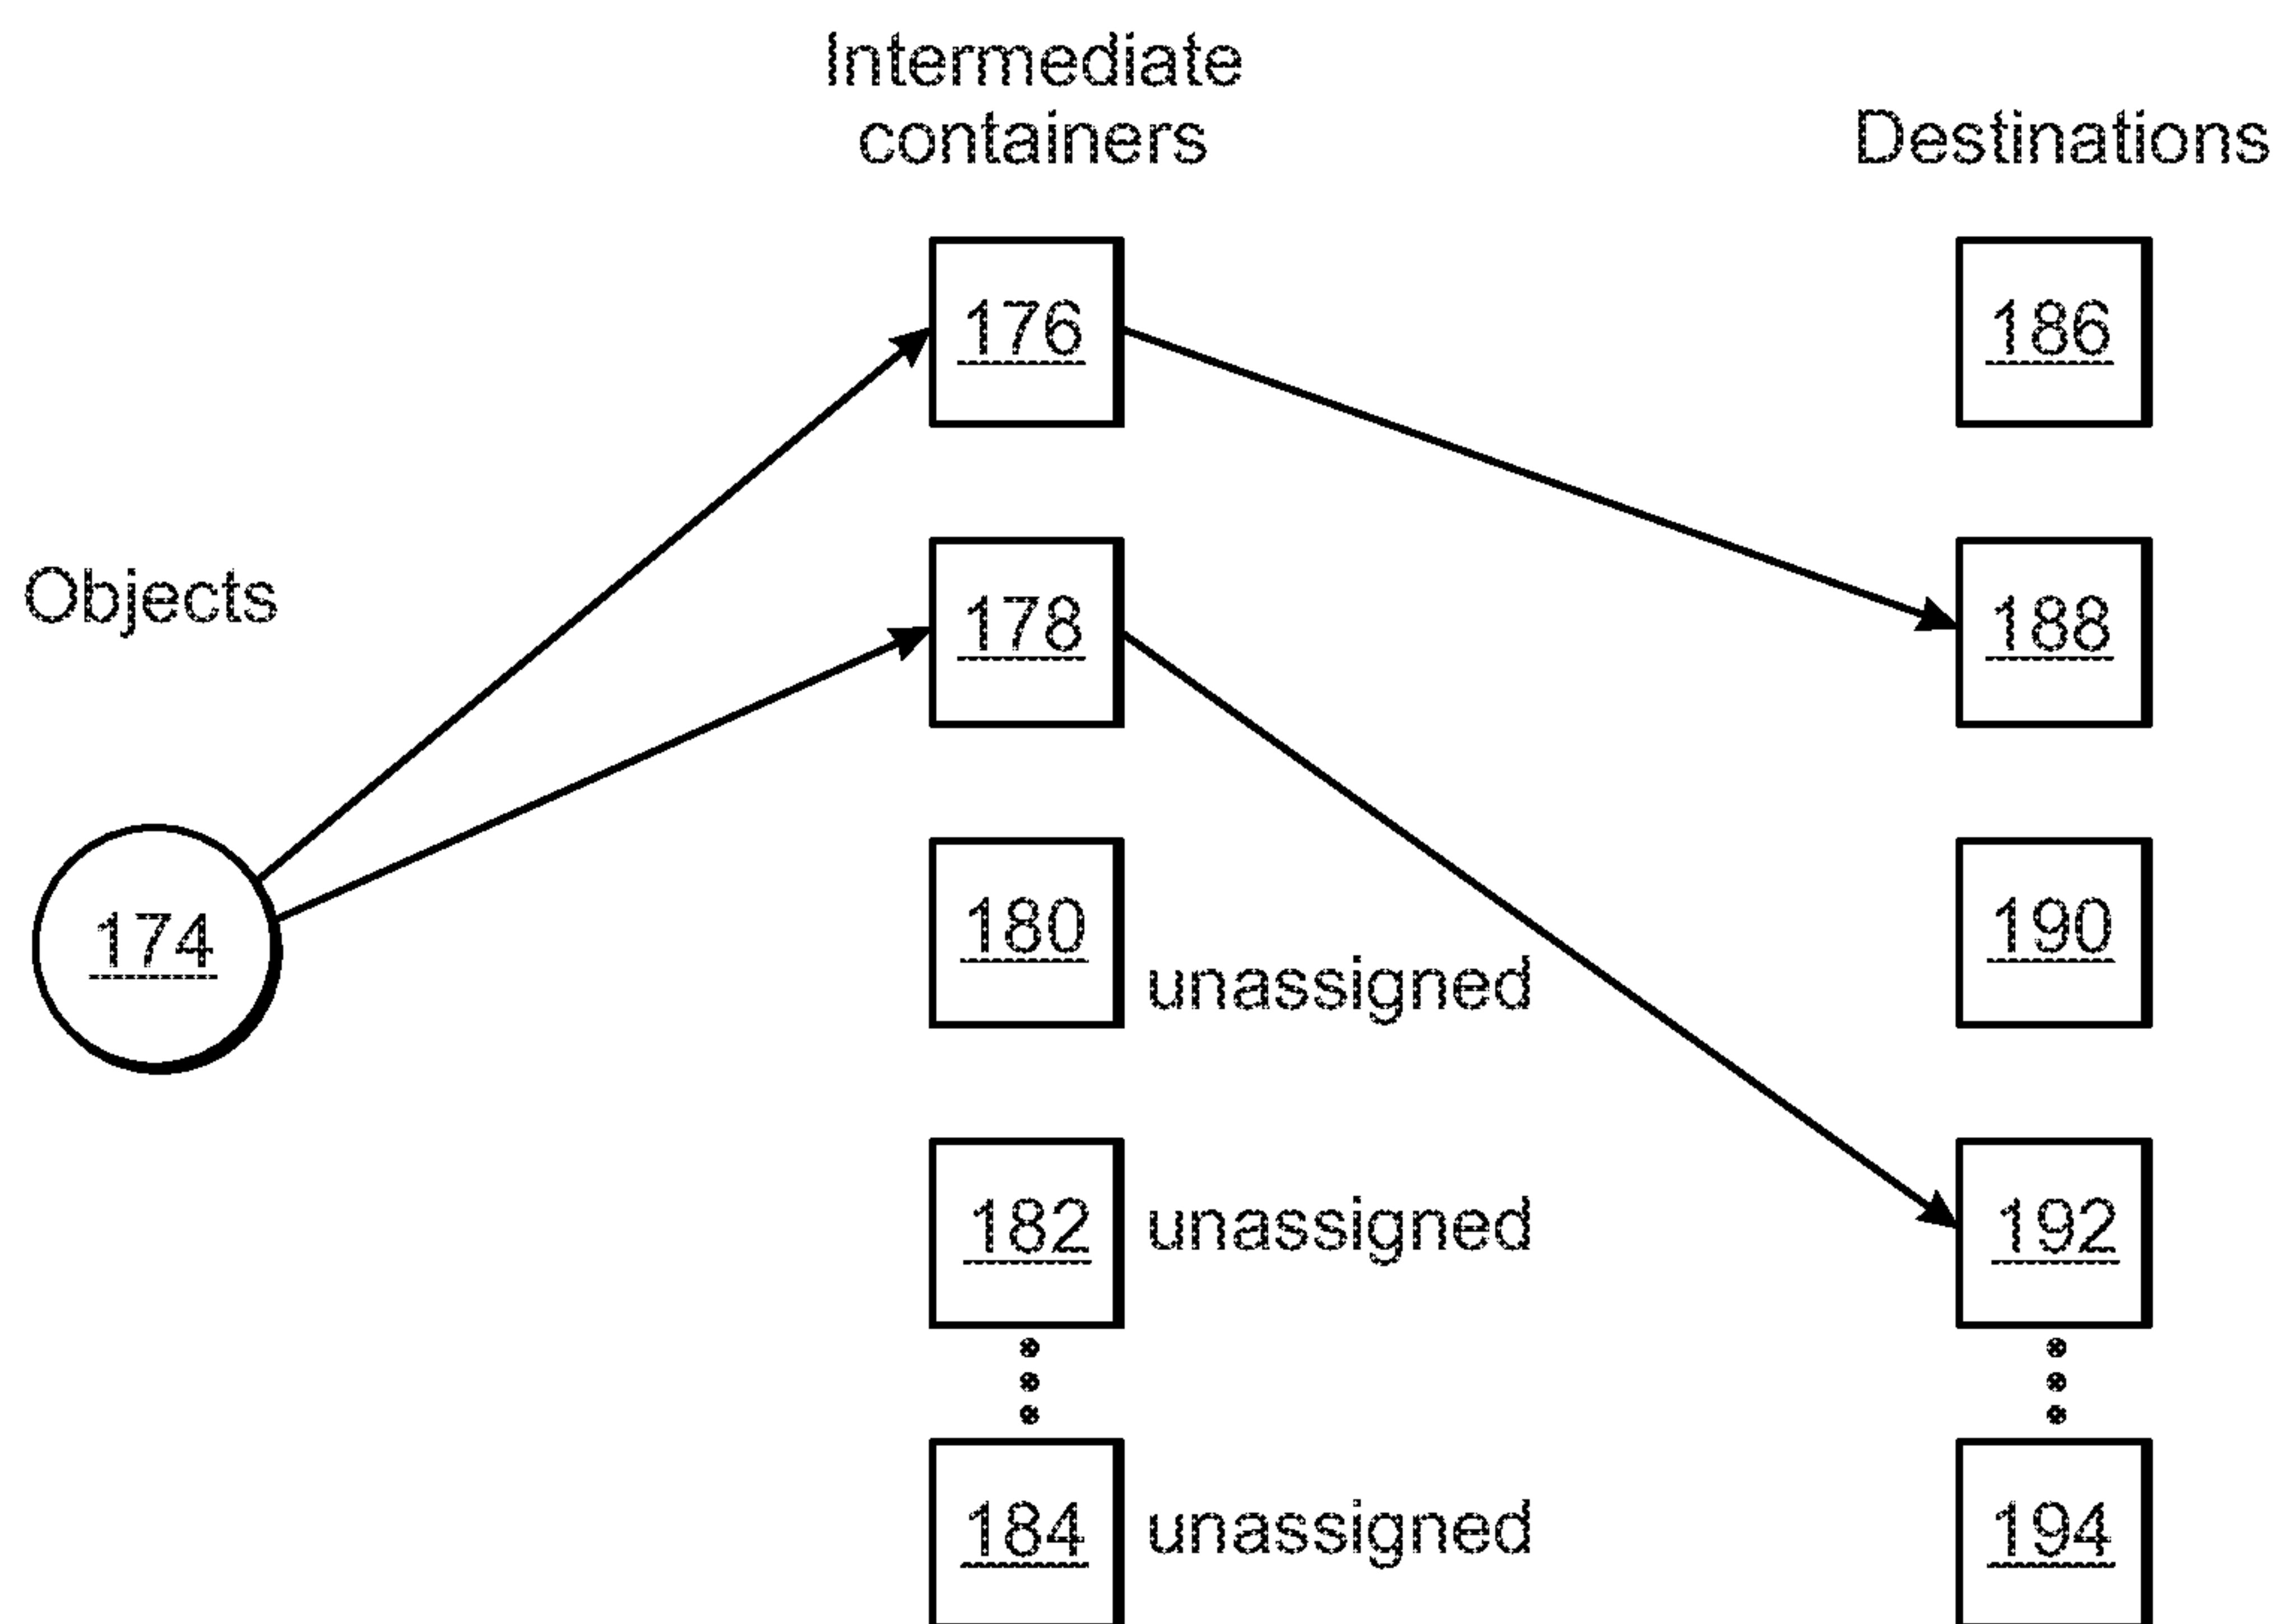 Intermediate
containers
Destinations
176
186
Objects
178
188
174
180
unassigned
190
182
unassigned
192
184
unassigned
194